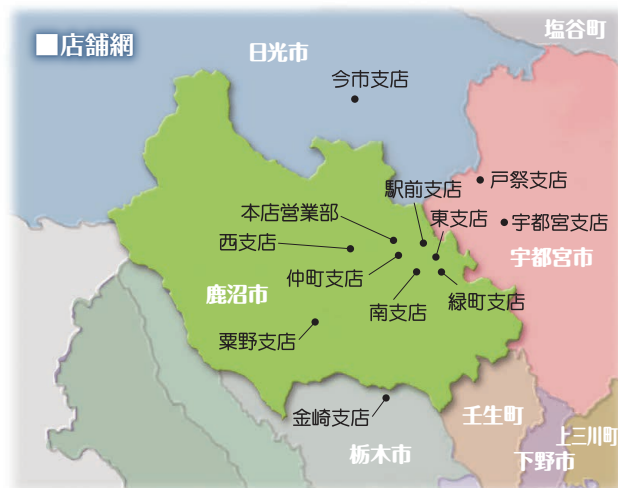 ■店舗網
塩谷町
日光市
今市支店
戸祭支店
駅前支店
本店営業部
東支店
宇都宮支店
西支店
宇都宮市
仲町支店
鹿沼市
緑町支店
南支店
粟野支店
金崎支店
壬生町
上三川町
栃木市
下野市